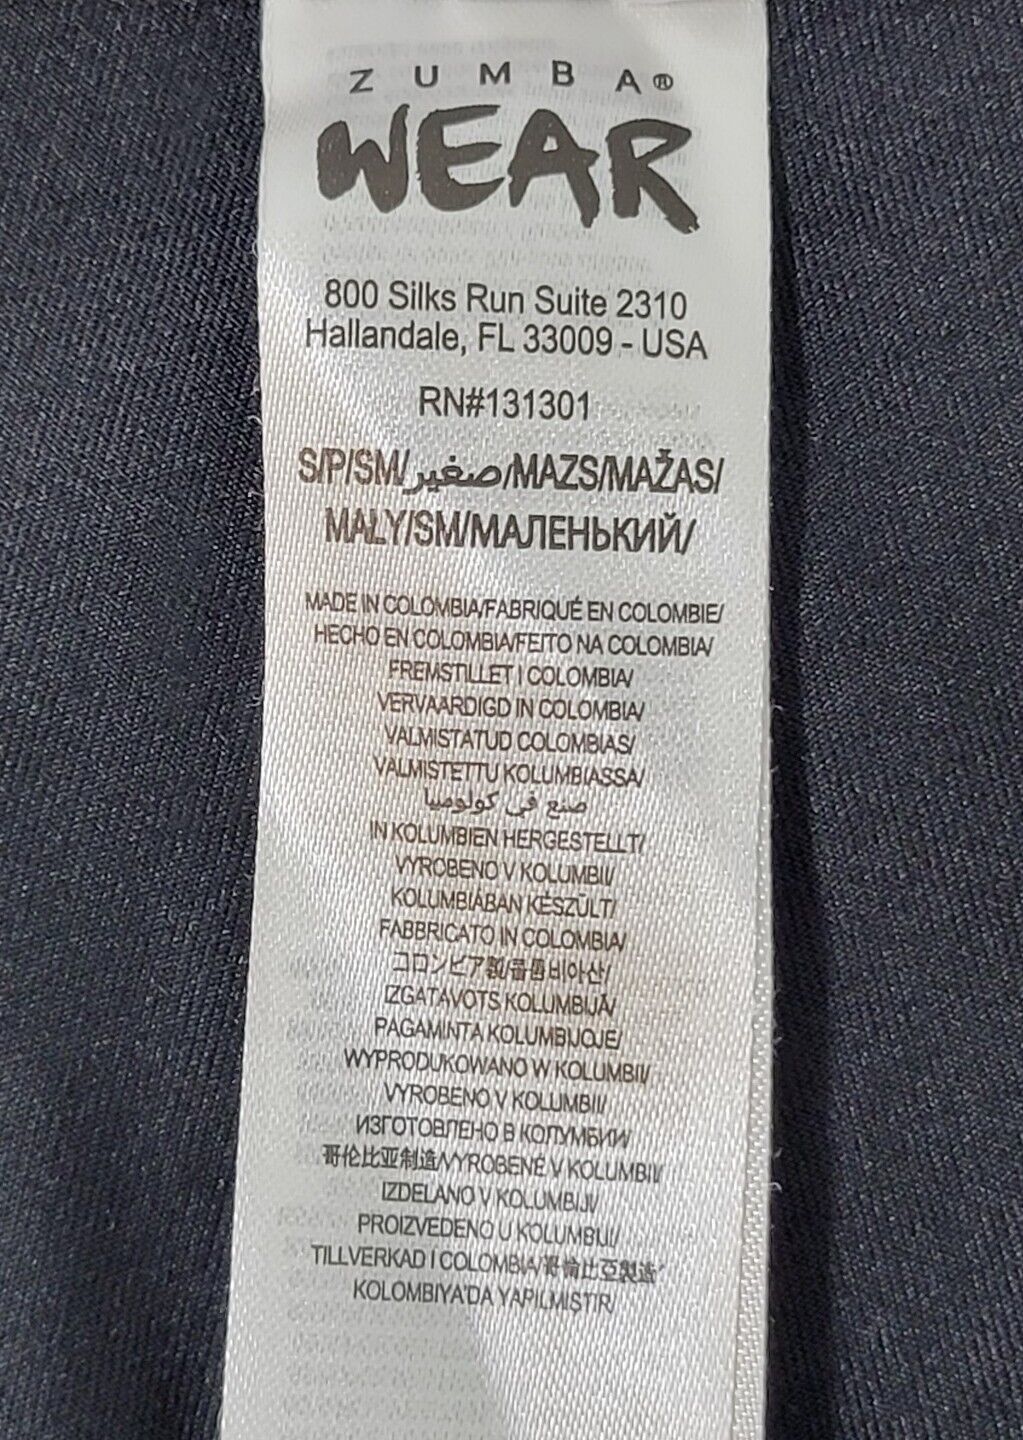 ZUMBA®
WEAR
800 Silks Run Suite 2310
Hallandale, FL 33009 - USA
RN#131301
S/P/SM/صغير/MAZS/MAŽAS/
MAŁY/SM/МАЛЕНЬКИЙ/
MADE IN COLOMBIA/FABRIQUÉ EN COLOMBIE/
HECHO EN COLOMBIA/FEITO NA COLOMBIA/
FREMSTILLET I COLOMBIA/
VERVAARDIGD IN COLOMBIA/
VALMISTATUD COLOMBIAS/
VALMISTETTU KOLUMBIASSA/
صنع في كولومبيا
IN KOLUMBIEN HERGESTELLT/
VYROBENO V KOLUMBII/
KOLUMBIÁBAN KÉSZÜLT/
FABBRICATO IN COLOMBIA/
コロンビア製/콜롬비아산/
IZGATAVOTS KOLUMBIJA/
PAGAMINTA KOLUMBIJOJE/
WYPRODUKOWANO W KOLUMBII/
VYROBENO V KOLUMBII/
ИЗГОТОВЛЕНО В КОЛУМБИИ/
哥伦比亚制造/VYROBENÉ V KOLUMBII/
IZDELANO V KOLUMBIJI/
PROIZVEDENO U KOLUMBIJI/
TILLVERKAD I COLOMBIA/哥倫比亞製造
KOLOMBIYA'DA YAPILMISTIR/